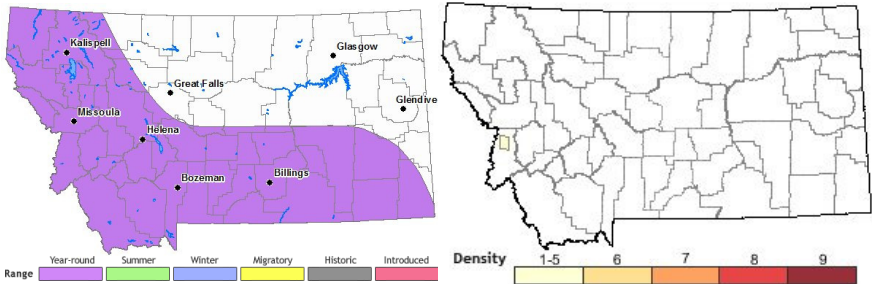 Kalispell
Glasgow
Great Falls
Glendive
Missoula
Helena
Bozeman
Billings
Range
Year-round
Summer
Winter
Migratory
Historic
Introduced
Density
1-5
6
7
8
9